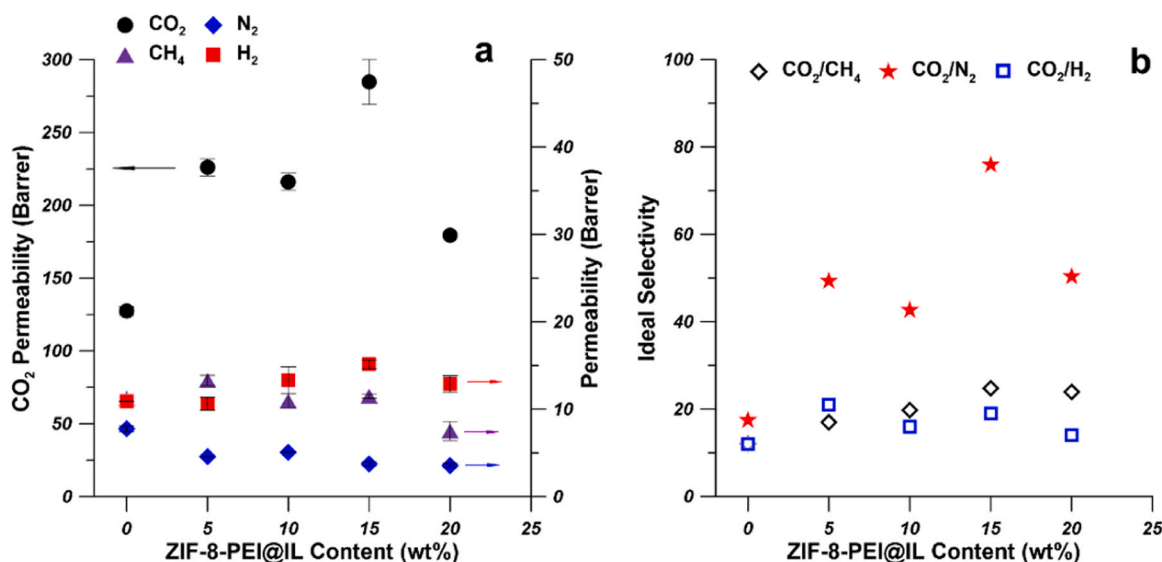 CO₂ N₂
CH₄ H₂
a
300
250
200
150
100
50
0
CO₂ Permeability (Barrer)
50
40
30
20
10
0
Permeability (Barrer)
0 5 10 15 20 25
ZIF-8-PEI@IL Content (wt%)
b
CO₂/CH₄ CO₂/N₂ CO₂/H₂
100
80
60
40
20
0
Ideal Selectivity
0 5 10 15 20 25
ZIF-8-PEI@IL Content (wt%)